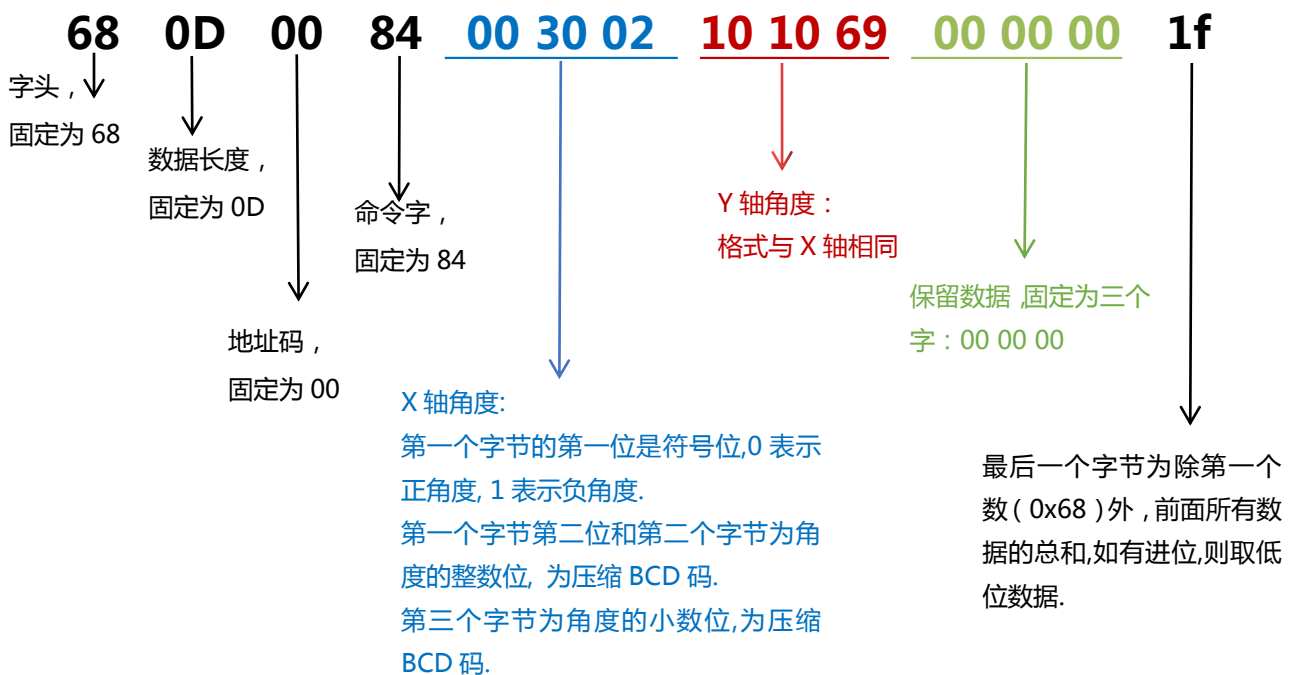 68 0D 00 84 00 30 02 10 10 69 00 00 00 1f
字头，
固定为 68
数据长度，
固定为 0D
命令字，
固定为 84
地址码，
固定为 00
Y 轴角度：
格式与 X 轴相同
保留数据 ,固定为三个
字：00 00 00
X 轴角度:
第一个字节的第一位是符号位,0 表示
正角度, 1 表示负角度.
第一个字节第二位和第二个字节为角
度的整数位, 为压缩 BCD 码.
第三个字节为角度的小数位,为压缩
BCD 码.
最后一个字节为除第一个
数（0x68）外，前面所有数
据的总和,如有进位,则取低
位数据.